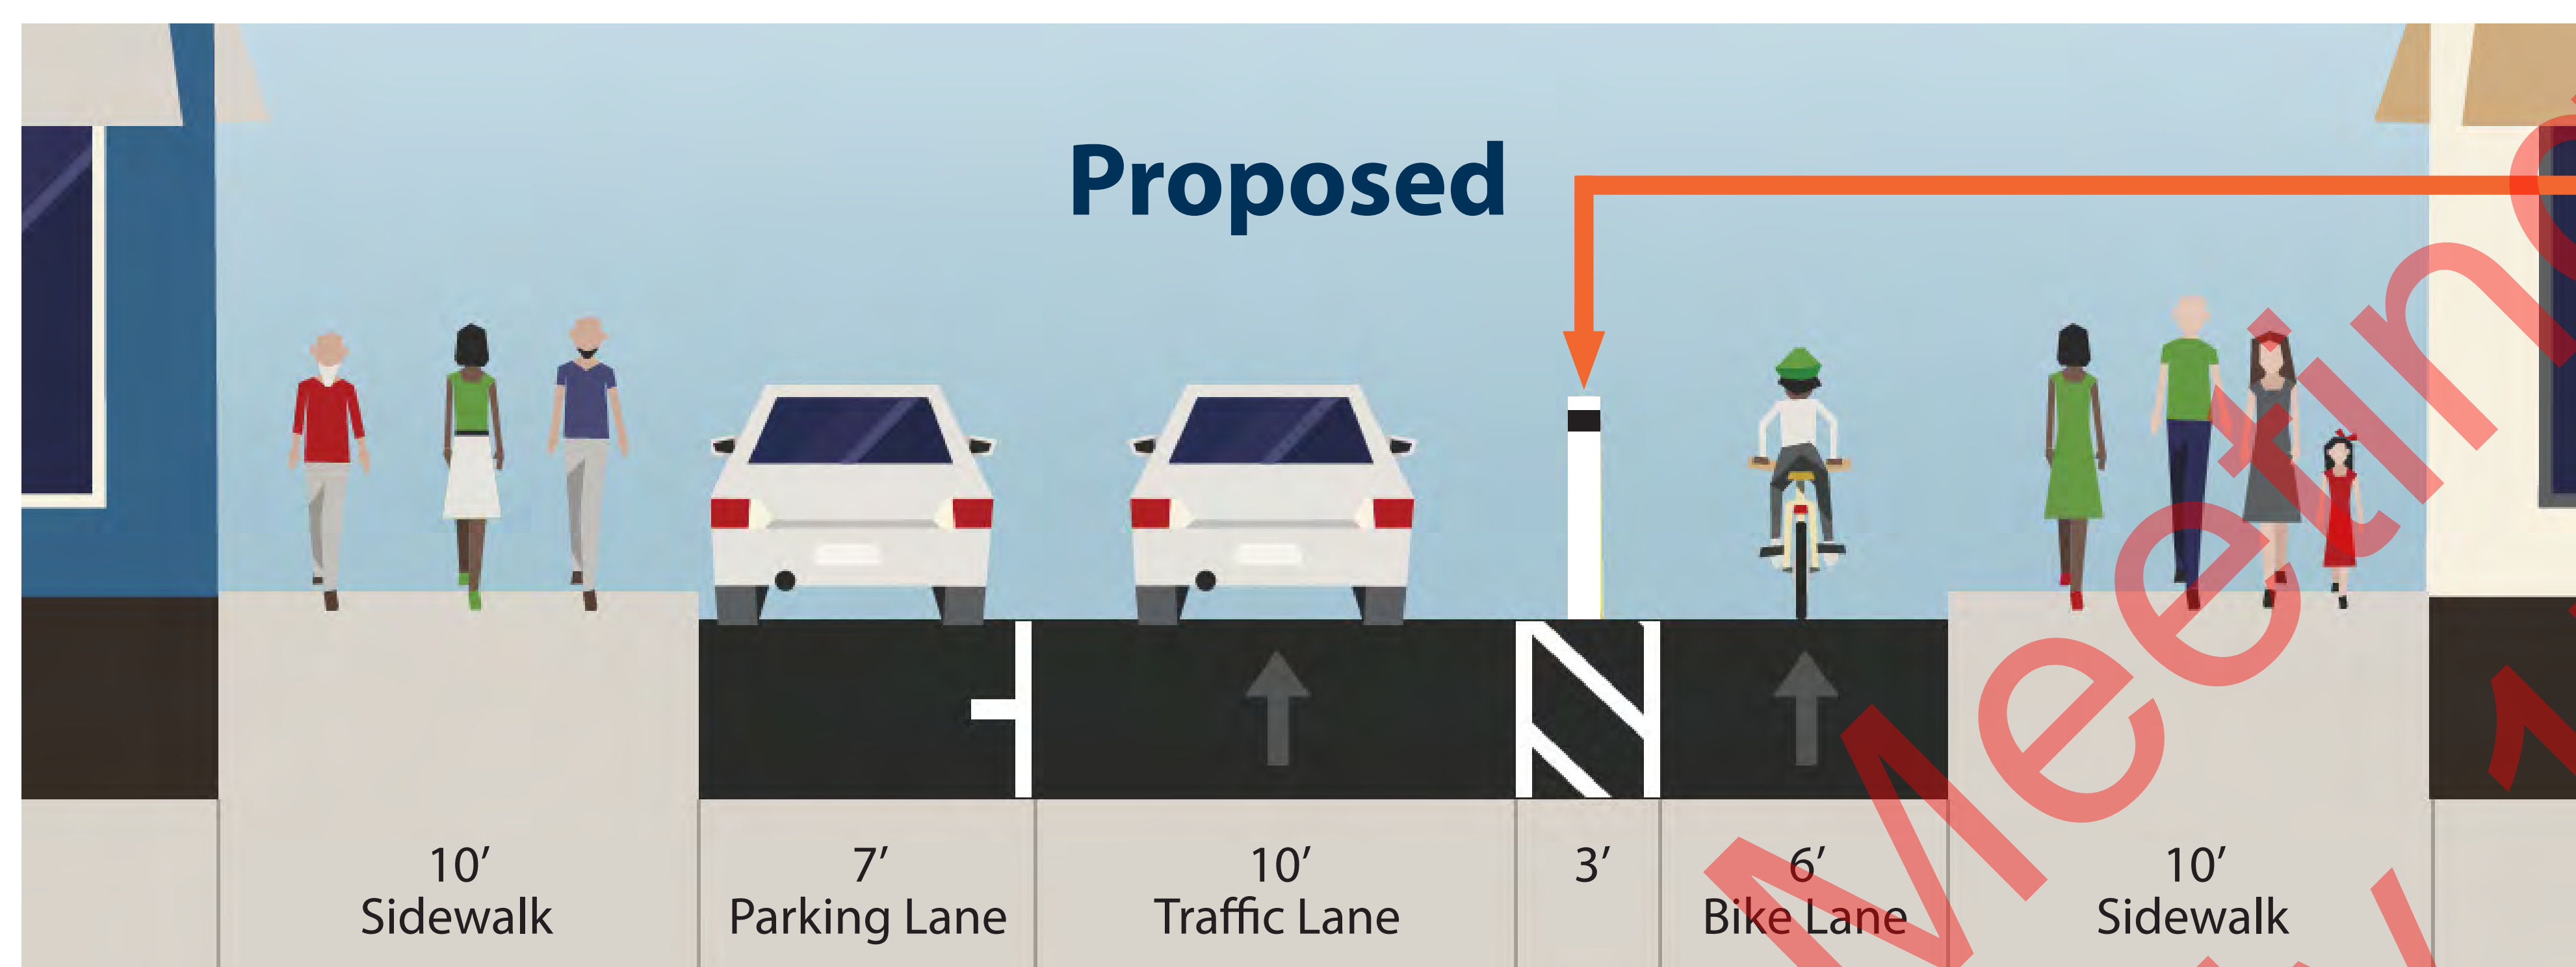 Proposed
10’
Sidewalk
7’
Parking Lane
10’
Traffic Lane
3’
6’
Bike Lane
10’
Sidewalk